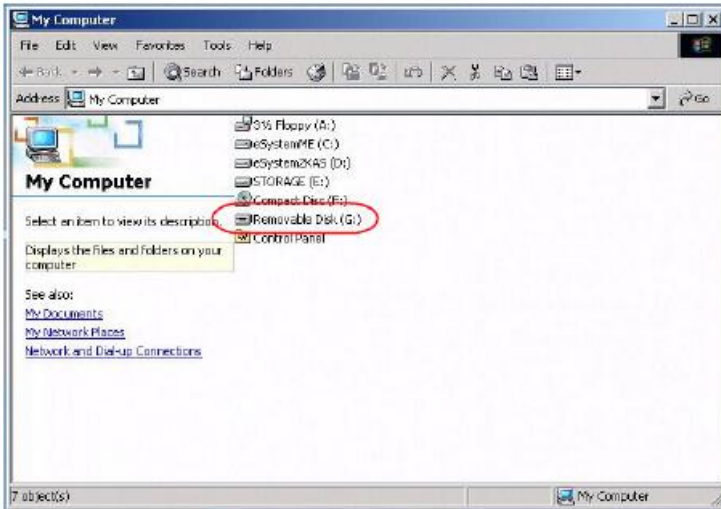 My Computer
File Edit View Favorites Tools Help
Back Search Folders
Address My Computer Go
3½ Floppy (A:)
eSystemME (C:)
eSystem2KAS (D:)
STORAGE (E:)
Compact Disc (F:)
Removable Disk (G:)
Control Panel
My Computer
Select an item to view its description.
Displays the files and folders on your
computer
See also:
My Documents
My Network Places
Network and Dial-up Connections
7 object(s) My Computer